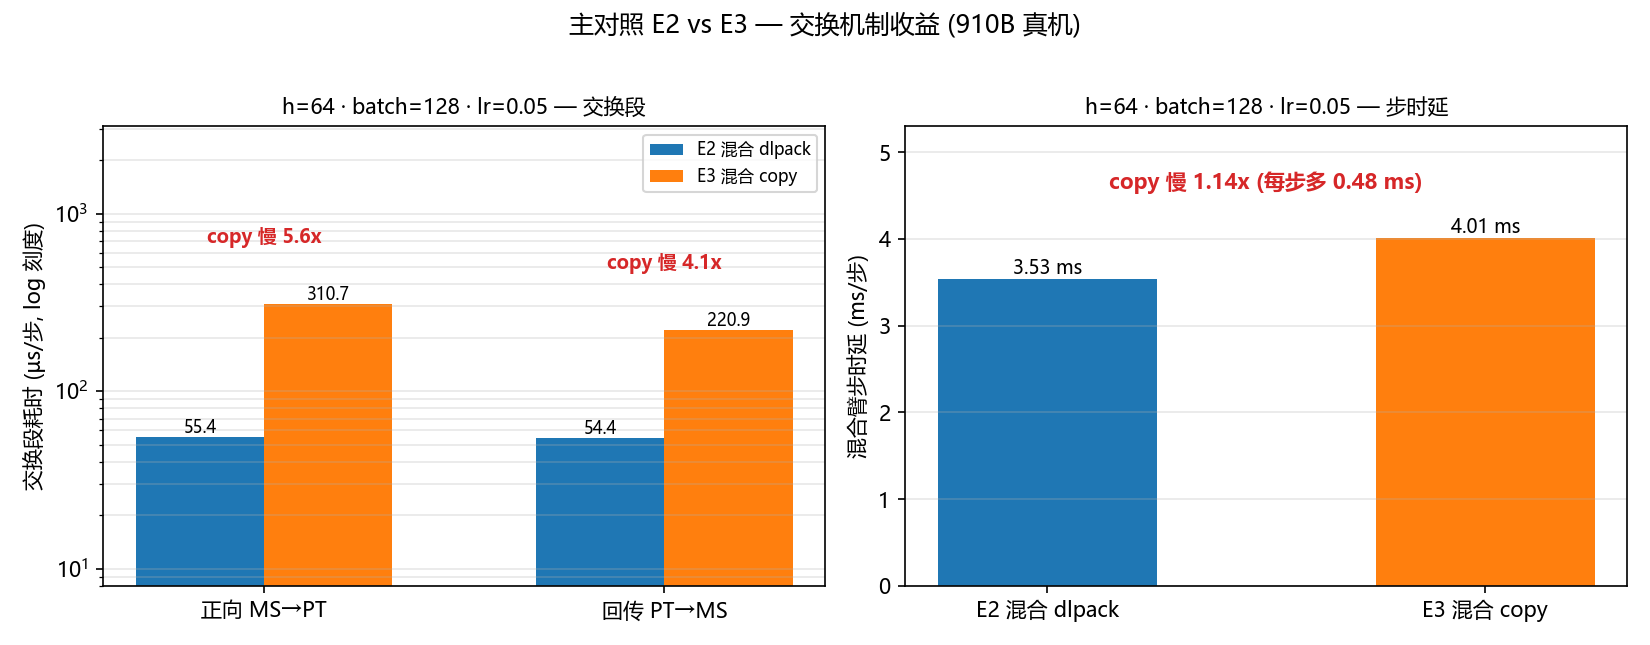 主对照 E2 vs E3 — 交换机制收益 (910B 真机)
h=64 · batch=128 · lr=0.05 — 交换段
交换段耗时 (µs/步, log 刻度)
10³
10²
10¹
E2 混合 dlpack
E3 混合 copy
copy 慢 5.6x
copy 慢 4.1x
310.7
220.9
55.4
54.4
正向 MS→PT
回传 PT→MS
h=64 · batch=128 · lr=0.05 — 步时延
混合臂步时延 (ms/步)
5
4
3
2
1
0
copy 慢 1.14x (每步多 0.48 ms)
3.53 ms
4.01 ms
E2 混合 dlpack
E3 混合 copy